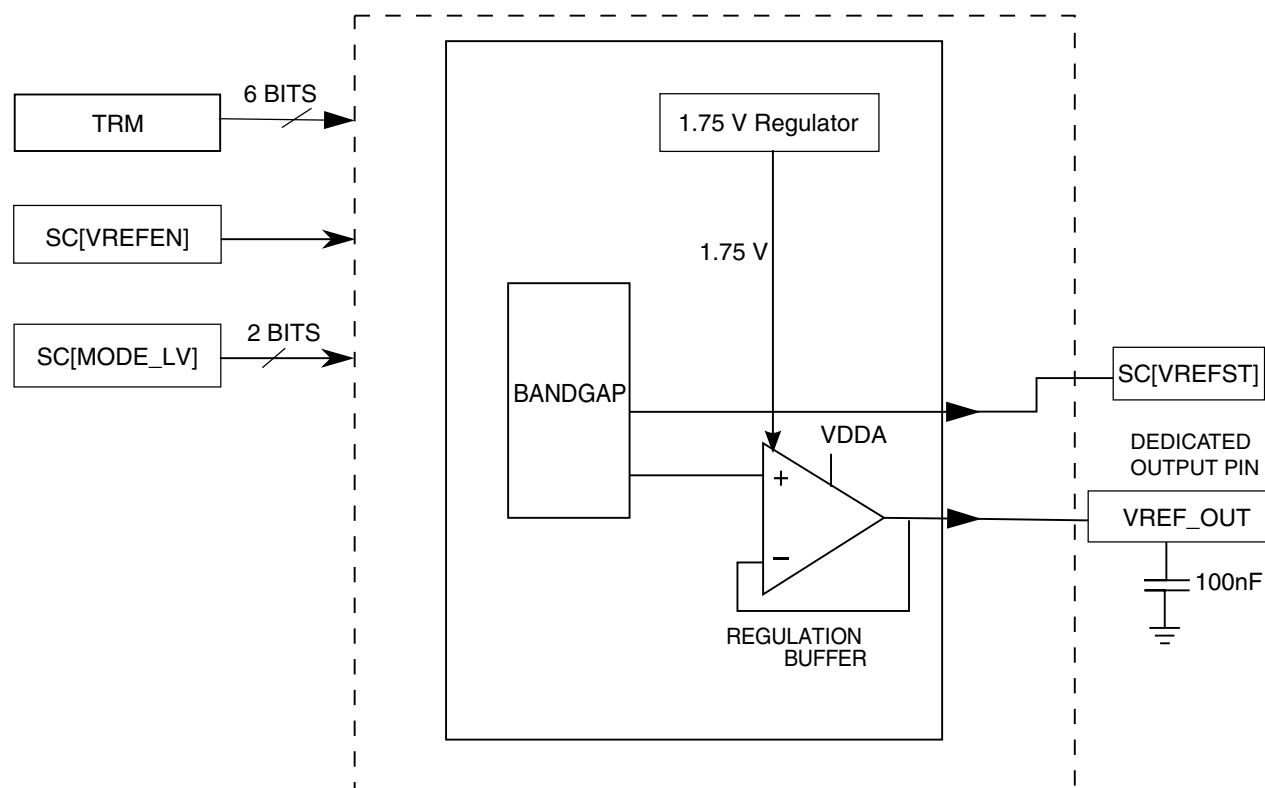 6 BITS
TRM
1.75 V Regulator
SC[VREFEN]
1.75 V
2 BITS
SC[MODE_LV]
SC[VREFST]
BANDGAP
VDDA
DEDICATED
OUTPUT PIN
+
VREF_OUT
−
100nF
REGULATION
BUFFER